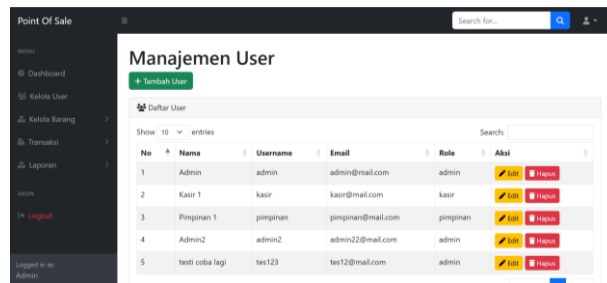 Point Of Sale
Search for...
MENU
Dashboard
Kelola User
Kelola Barang
Transaksi
Laporan
AKUN
Logout
Logged in as:
Admin
Manajemen User
+ Tambah User
Daftar User
Show 10 entries
Search:
No Nama Username Email Role Aksi
1 Admin admin admin@mail.com admin Edit Hapus
2 Kasir 1 kasir kasir@mail.com kasir Edit Hapus
3 Pimpinan 1 pimpinan pimpinan@mail.com pimpinan Edit Hapus
4 Admin2 admin2 admin22@mail.com admin Edit Hapus
5 testi coba lagi tes123 tes12@mail.com admin Edit Hapus